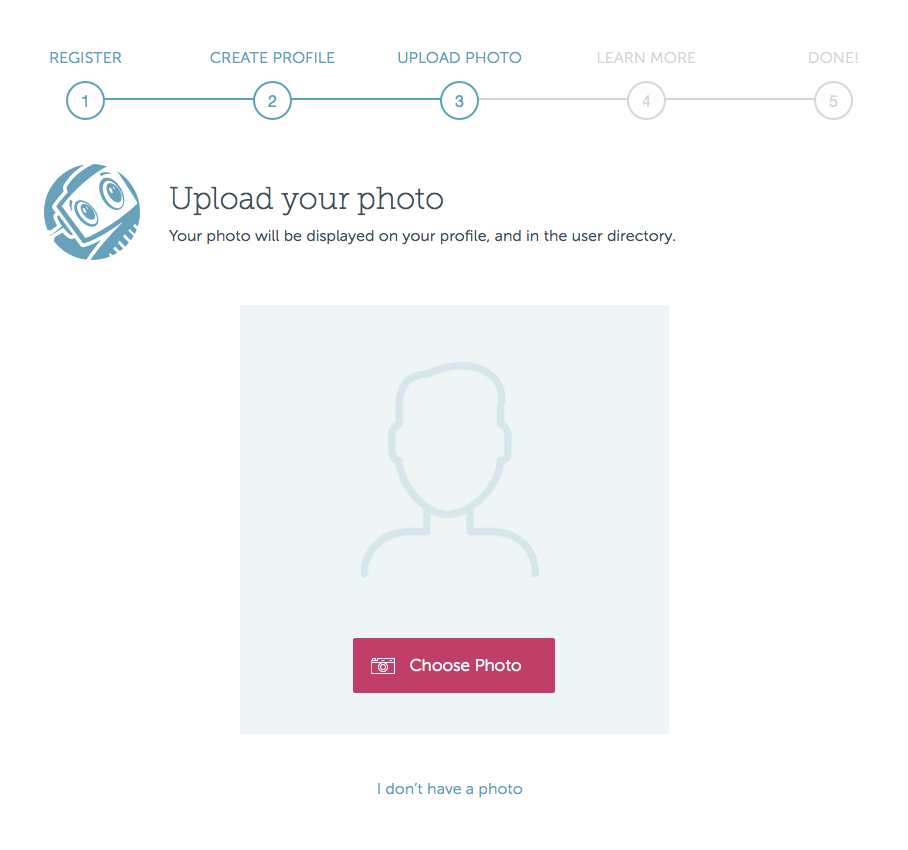 REGISTER CREATE PROFILE UPLOAD PHOTO LEARN MORE DONE!
1 2 3 4 5
Upload your photo
Your photo will be displayed on your profile, and in the user directory.
Choose Photo
I don't have a photo